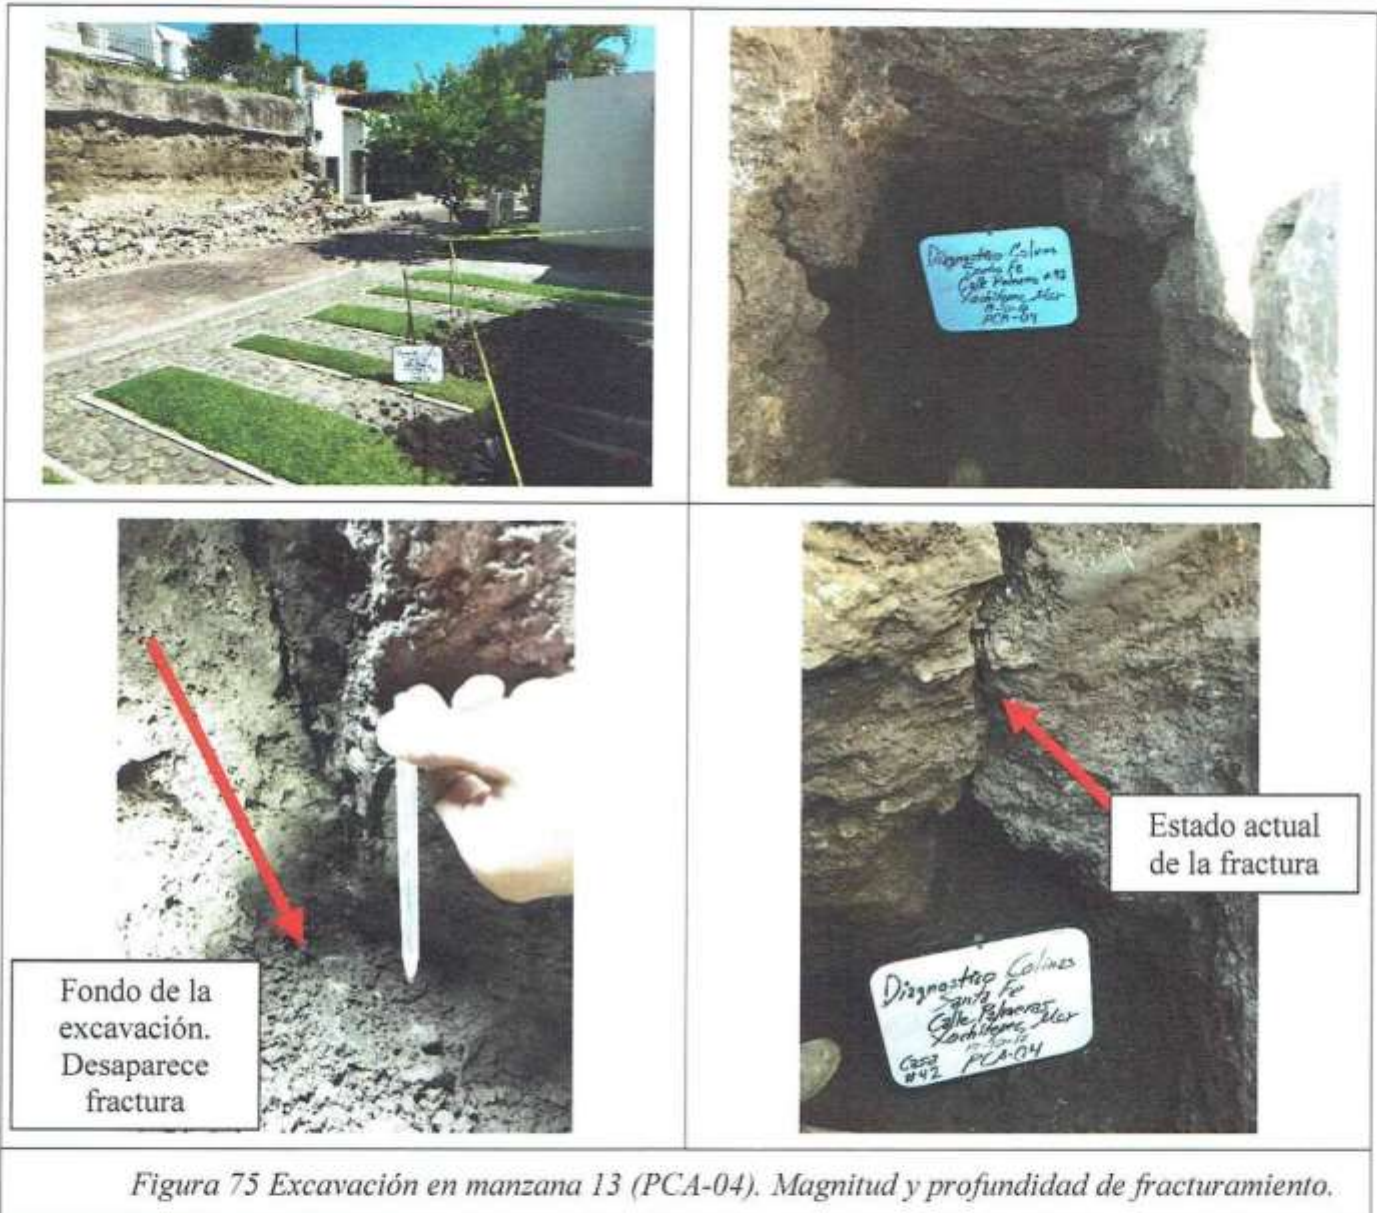 Diagnostico Colinas
Santa Fe
Calle Palmeras #42
Xochitepec, Mor
PCA-04
Fondo de la
excavación.
Desaparece
fractura
Estado actual
de la fractura
Diagnostico Colinas
Santa Fe
Calle Palmeras
Xochitepec, Mor
Casa
#42
PCA-04
Figura 75 Excavación en manzana 13 (PCA-04). Magnitud y profundidad de fracturamiento.